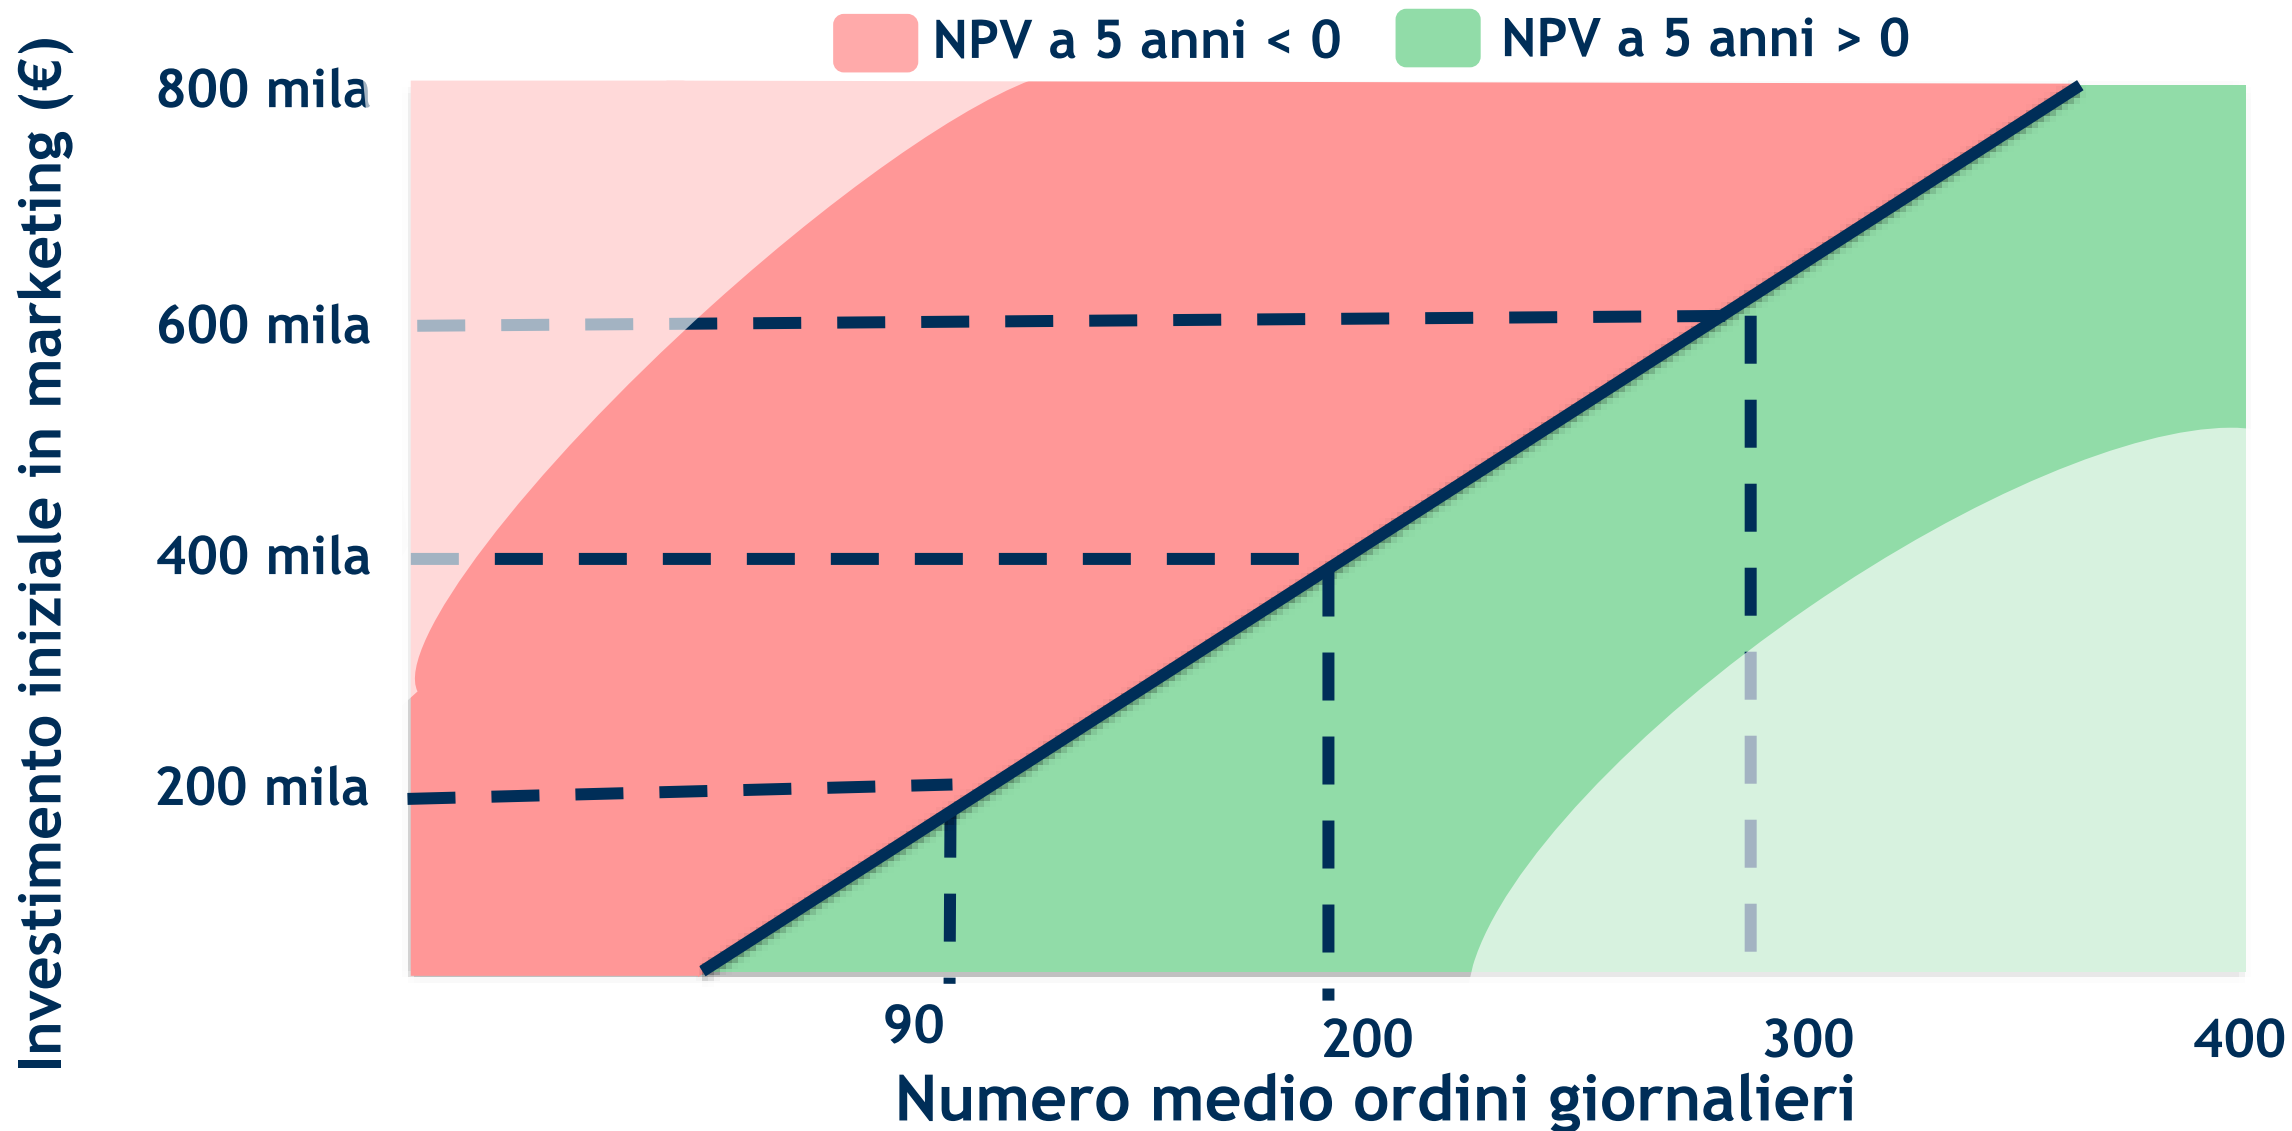 NPV a 5 anni < 0
NPV a 5 anni > 0
Investimento iniziale in marketing (€)
800 mila
600 mila
400 mila
200 mila
90
200
300
400
Numero medio ordini giornalieri